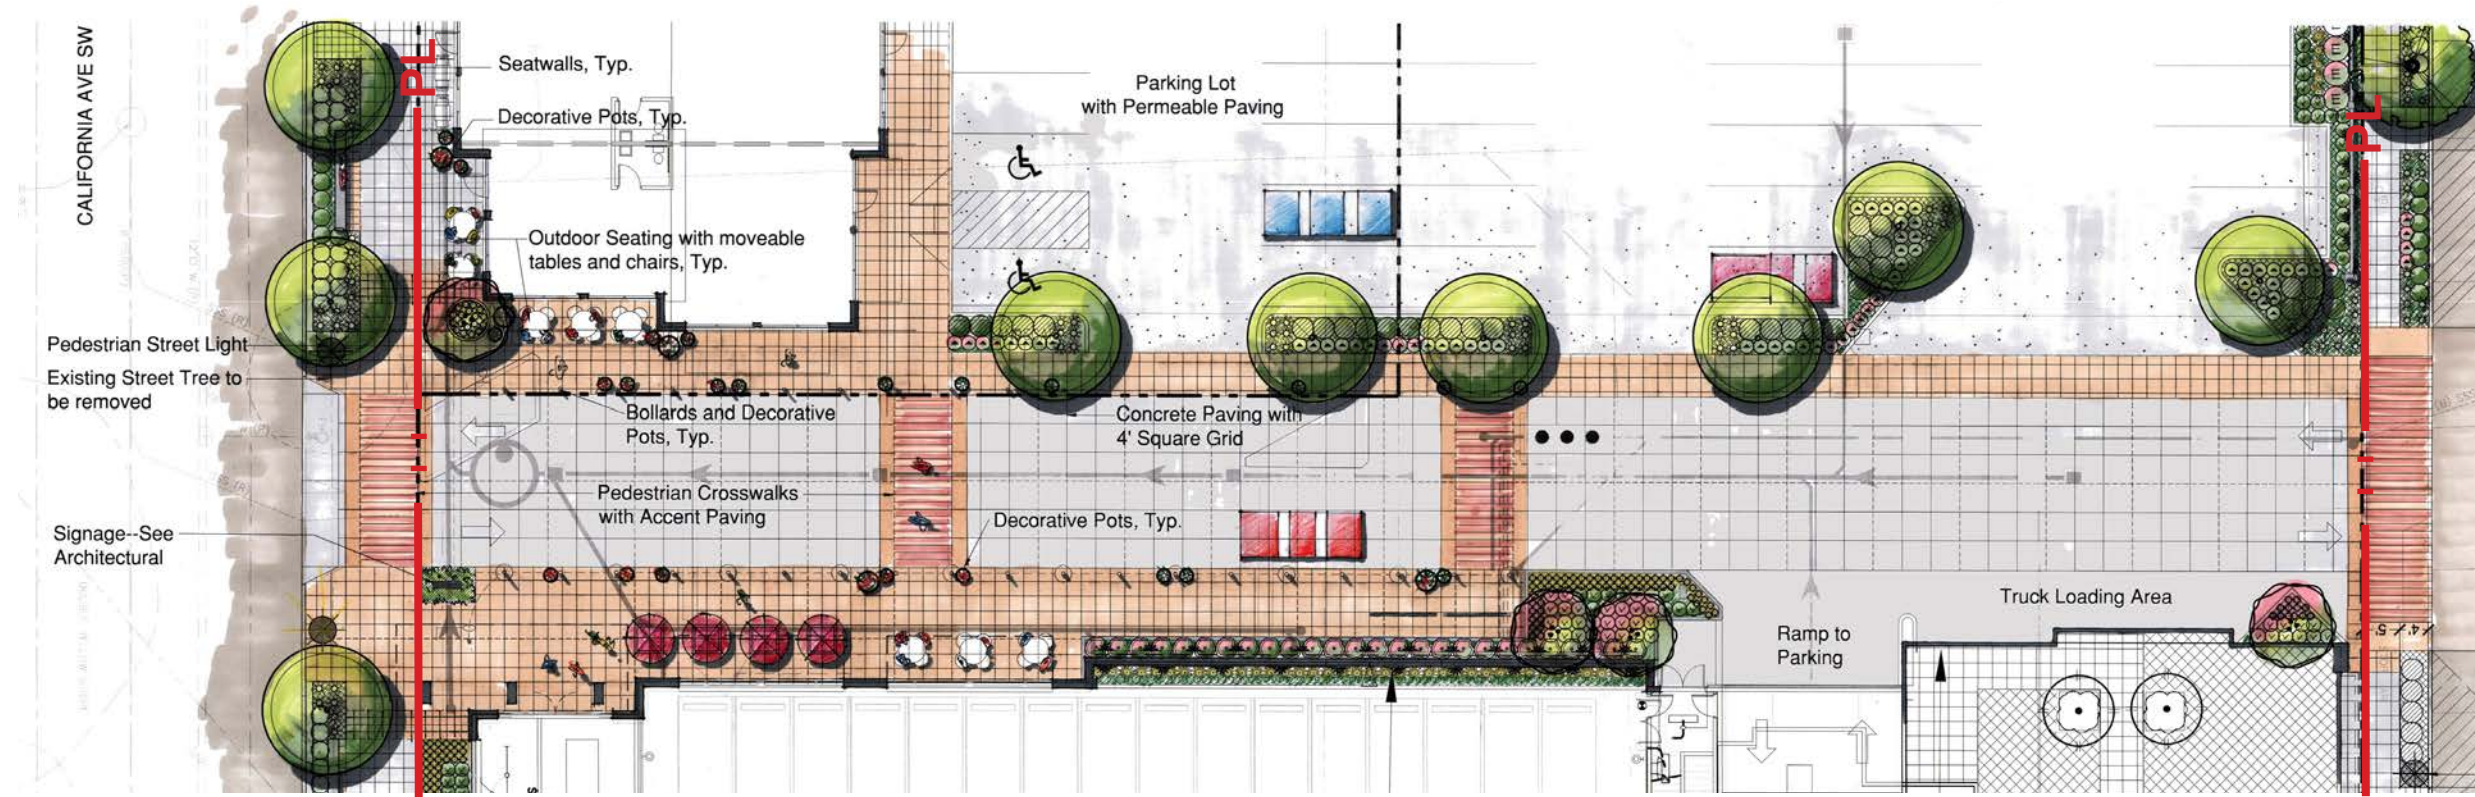 CALIFORNIA AVE SW
PL
Seatwalls, Typ.
Decorative Pots, Typ.
Parking Lot
with Permeable Paving
PL
Outdoor Seating with moveable
tables and chairs, Typ.
Pedestrian Street Light
Existing Street Tree to
be removed
Bollards and Decorative
Pots, Typ.
Concrete Paving with
4' Square Grid
Pedestrian Crosswalks
with Accent Paving
Decorative Pots, Typ.
Signage--See
Architectural
Truck Loading Area
Ramp to
Parking